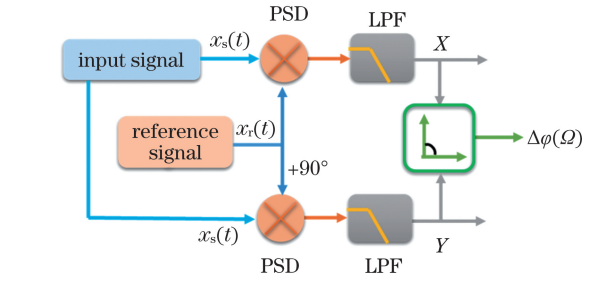 PSD
LPF
xs(t)
X
input signal
reference
signal
xr(t)
Δφ(Ω)
+90°
xs(t)
Y
PSD
LPF